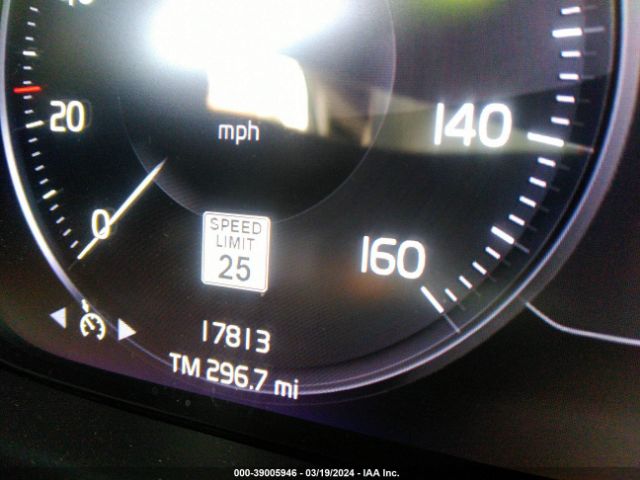 20
mph
140
0
SPEED
LIMIT
25
160
17813
TM 296.7 mi
000-39005946 - 03/19/2024 - IAA Inc.